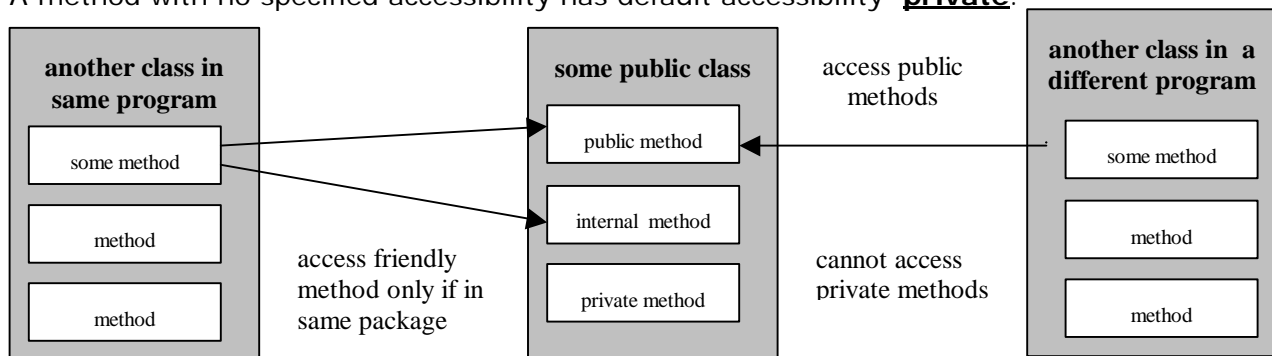 A method with no specified accessibility has default accessibility "private.
another class in
same program
some method
method
method
access friendly
method only if in
same package
some public class
public method
internal method
private method
access public
methods
cannot access
private methods
another class in a
different program
some method
method
method